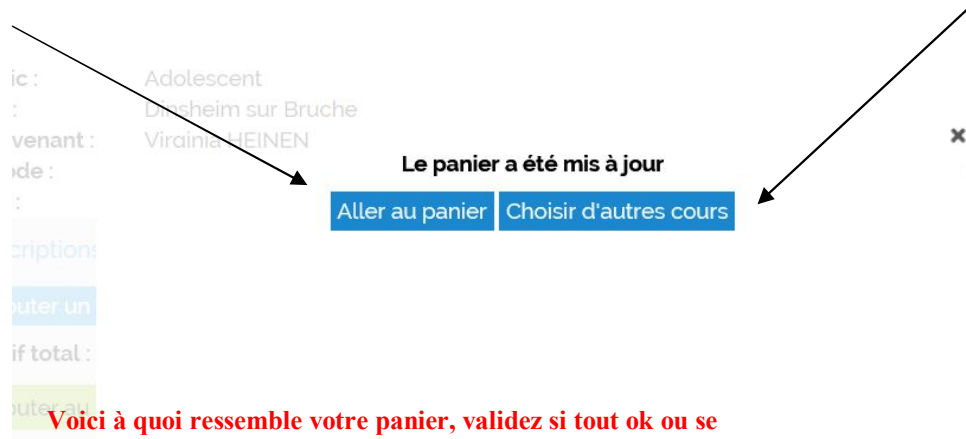 ic : Adolescent
: Dinsheim sur Bruche
venant : Virginia HEINEN
ode :
:
Le panier a été mis à jour
Aller au panier Choisir d'autres cours
criptions
outer un
if total :
outer au
Voici à quoi ressemble votre panier, validez si tout ok ou se